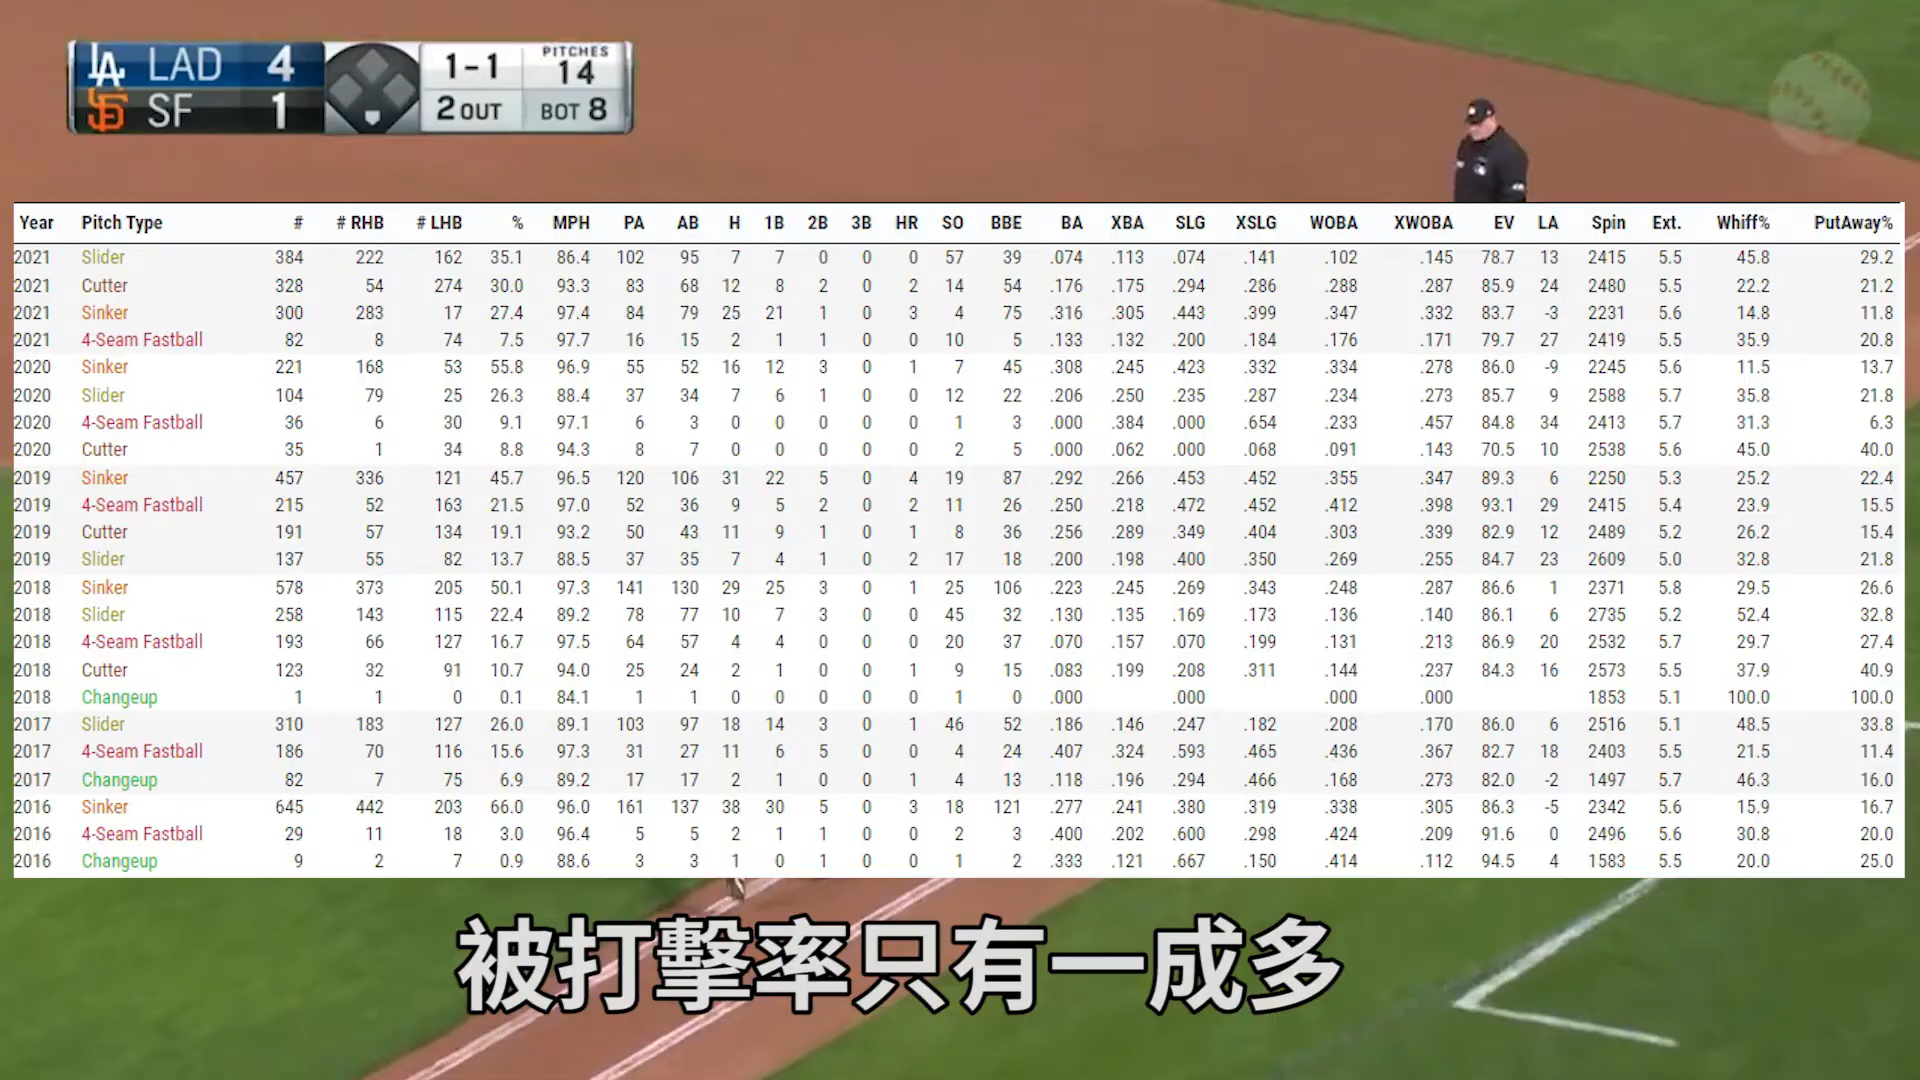 LA LAD 4
SF SF 1
1-1
2 OUT
PITCHES
14
BOT 8
Year Pitch Type # # RHB # LHB % MPH PA AB H 1B 2B 3B HR SO BBE BA XBA SLG XSLG WOBA XWOBA EV LA Spin Ext. Whiff% PutAway%
2021 Slider 384 222 162 35.1 86.4 102 95 7 7 0 0 0 57 39 .074 .113 .074 .141 .102 .145 78.7 13 2415 5.5 45.8 29.2
2021 Cutter 328 54 274 30.0 93.3 83 68 12 8 2 0 2 14 54 .176 .175 .294 .286 .288 .287 85.9 24 2480 5.5 22.2 21.2
2021 Sinker 300 283 17 27.4 97.4 84 79 25 21 1 0 3 4 75 .316 .305 .443 .399 .347 .332 83.7 -3 2231 5.6 14.8 11.8
2021 4-Seam Fastball 82 8 74 7.5 97.7 16 15 2 1 1 0 0 10 5 .133 .132 .200 .184 .176 .171 79.7 27 2419 5.5 35.9 20.8
2020 Sinker 221 168 53 55.8 96.9 55 52 16 12 3 0 1 7 45 .308 .245 .423 .332 .334 .278 86.0 -9 2245 5.6 11.5 13.7
2020 Slider 104 79 25 26.3 88.4 37 34 7 6 1 0 0 12 22 .206 .250 .235 .287 .234 .273 85.7 9 2588 5.7 35.8 21.8
2020 4-Seam Fastball 36 6 30 9.1 97.1 6 3 0 0 0 0 0 1 3 .000 .384 .000 .654 .233 .457 84.8 34 2413 5.7 31.3 6.3
2020 Cutter 35 1 34 8.8 94.3 8 7 0 0 0 0 0 2 5 .000 .062 .000 .068 .091 .143 70.5 10 2538 5.6 45.0 40.0
2019 Sinker 457 336 121 45.7 96.5 120 106 31 22 5 0 4 19 87 .292 .266 .453 .452 .355 .347 89.3 6 2250 5.3 25.2 22.4
2019 4-Seam Fastball 215 52 163 21.5 97.0 52 36 9 5 2 0 2 11 26 .250 .218 .472 .452 .412 .398 93.1 29 2415 5.4 23.9 15.5
2019 Cutter 191 57 134 19.1 93.2 50 43 11 9 1 0 1 8 36 .256 .289 .349 .404 .303 .339 82.9 12 2489 5.2 26.2 15.4
2019 Slider 137 55 82 13.7 88.5 37 35 7 4 1 0 2 17 18 .200 .198 .400 .350 .269 .255 84.7 23 2609 5.0 32.8 21.8
2018 Sinker 578 373 205 50.1 97.3 141 130 29 25 3 0 1 25 106 .223 .245 .269 .343 .248 .287 86.6 1 2371 5.8 29.5 26.6
2018 Slider 258 143 115 22.4 89.2 78 77 10 7 3 0 0 45 32 .130 .135 .169 .173 .136 .140 86.1 6 2735 5.2 52.4 32.8
2018 4-Seam Fastball 193 66 127 16.7 97.5 64 57 4 4 0 0 0 20 37 .070 .157 .070 .199 .131 .213 86.9 20 2532 5.7 29.7 27.4
2018 Cutter 123 32 91 10.7 94.0 25 24 2 1 0 0 1 9 15 .083 .199 .208 .311 .144 .237 84.3 16 2573 5.5 37.9 40.9
2018 Changeup 1 1 0 0.1 84.1 1 1 0 0 0 0 0 1 0 .000 .000 .000 .000 1853 5.1 100.0 100.0
2017 Slider 310 183 127 26.0 89.1 103 97 18 14 3 0 1 46 52 .186 .146 .247 .182 .208 .170 86.0 6 2516 5.1 48.5 33.8
2017 4-Seam Fastball 186 70 116 15.6 97.3 31 27 11 6 5 0 0 4 24 .407 .324 .593 .465 .436 .367 82.7 18 2403 5.5 21.5 11.4
2017 Changeup 82 7 75 6.9 89.2 17 17 2 1 0 0 1 4 13 .118 .196 .294 .466 .168 .273 82.0 -2 1497 5.7 46.3 16.0
2016 Sinker 645 442 203 66.0 96.0 161 137 38 30 5 0 3 18 121 .277 .241 .380 .319 .338 .305 86.3 -5 2342 5.6 15.9 16.7
2016 4-Seam Fastball 29 11 18 3.0 96.4 5 5 2 1 1 0 0 2 3 .400 .202 .600 .298 .424 .209 91.6 0 2496 5.6 30.8 20.0
2016 Changeup 9 2 7 0.9 88.6 3 3 1 0 1 0 0 1 2 .333 .121 .667 .150 .414 .112 94.5 4 1583 5.5 20.0 25.0
被打擊率只有一成多